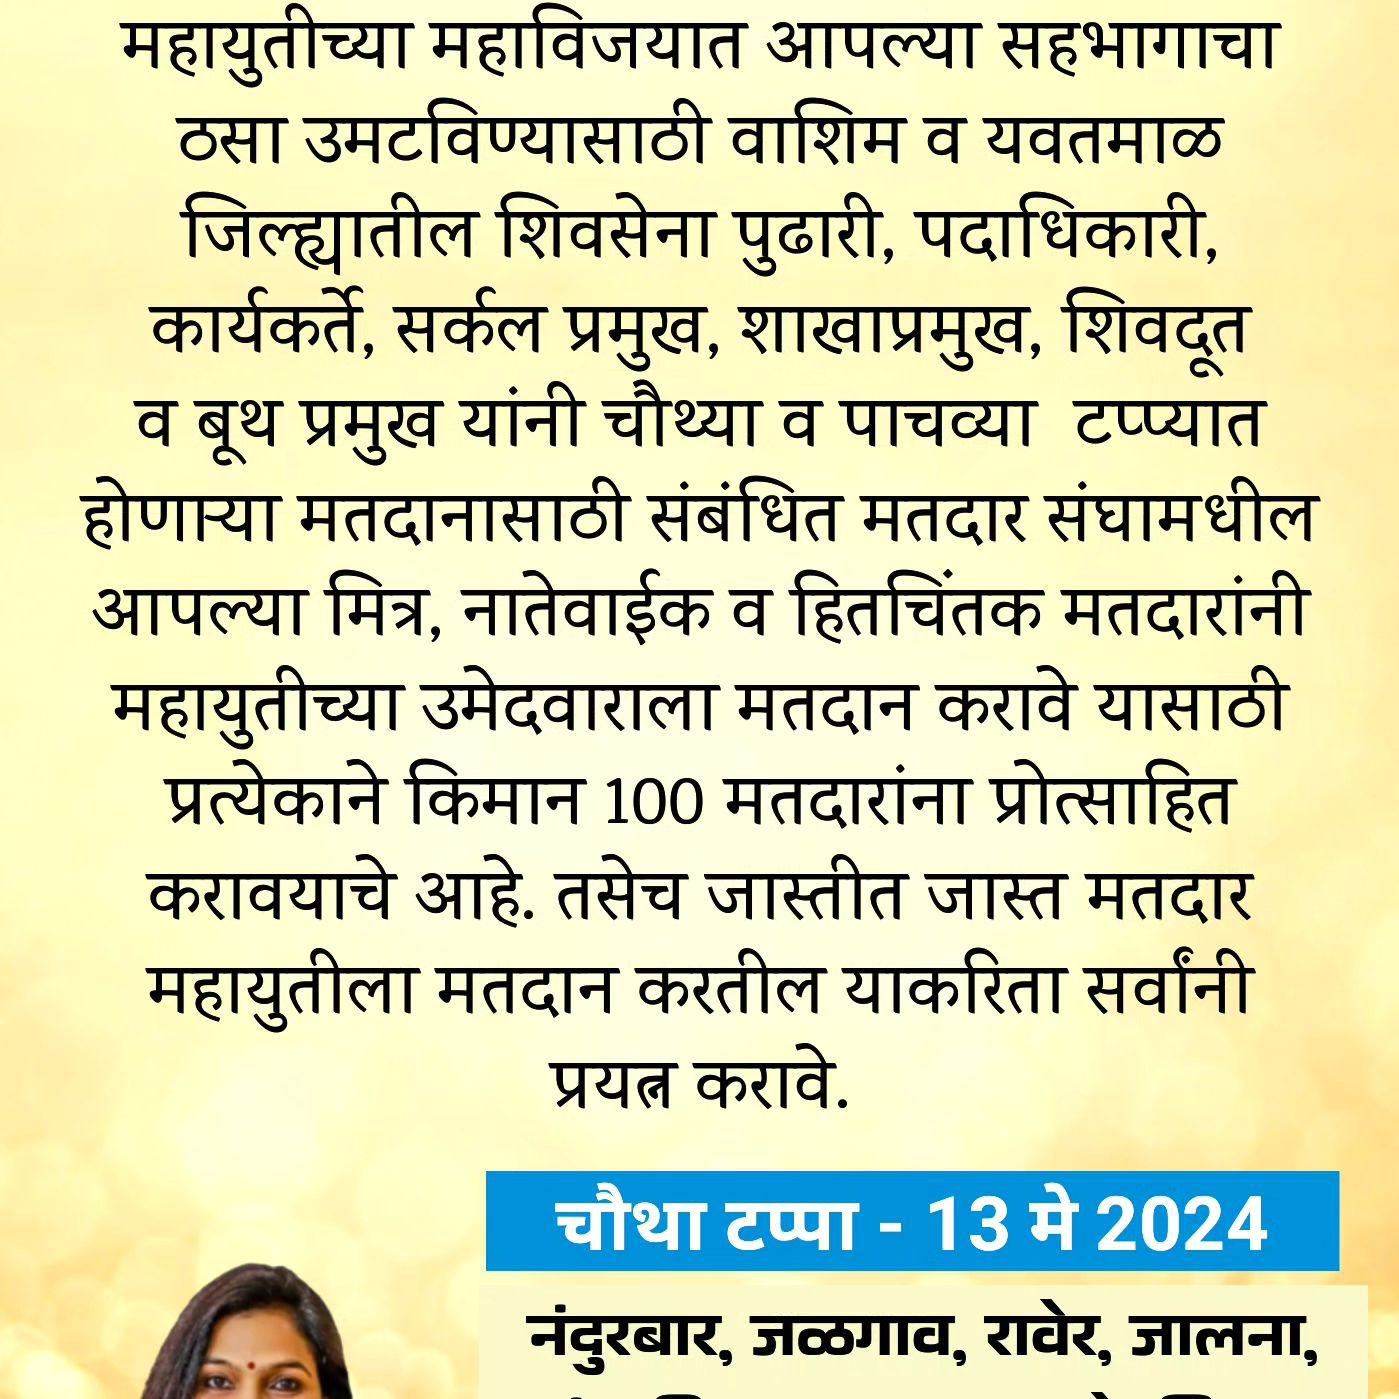 महायुतीच्या महाविजयात आपल्या सहभागाचा
ठसा उमटविण्यासाठी वाशिम व यवतमाळ
जिल्ह्यातील शिवसेना पुढारी, पदाधिकारी,
कार्यकर्ते, सर्कल प्रमुख, शाखाप्रमुख, शिवदूत
व बूथ प्रमुख यांनी चौथ्या व पाचव्या टप्प्यात
होणाऱ्या मतदानासाठी संबंधित मतदार संघामधील
आपल्या मित्र, नातेवाईक व हितचिंतक मतदारांनी
महायुतीच्या उमेदवाराला मतदान करावे यासाठी
प्रत्येकाने किमान 100 मतदारांना प्रोत्साहित
करावयाचे आहे. तसेच जास्तीत जास्त मतदार
महायुतीला मतदान करतील याकरिता सर्वांनी
प्रयत्न करावे.
चौथा टप्पा - 13 मे 2024
नंदुरबार, जळगाव, रावेर, जालना,